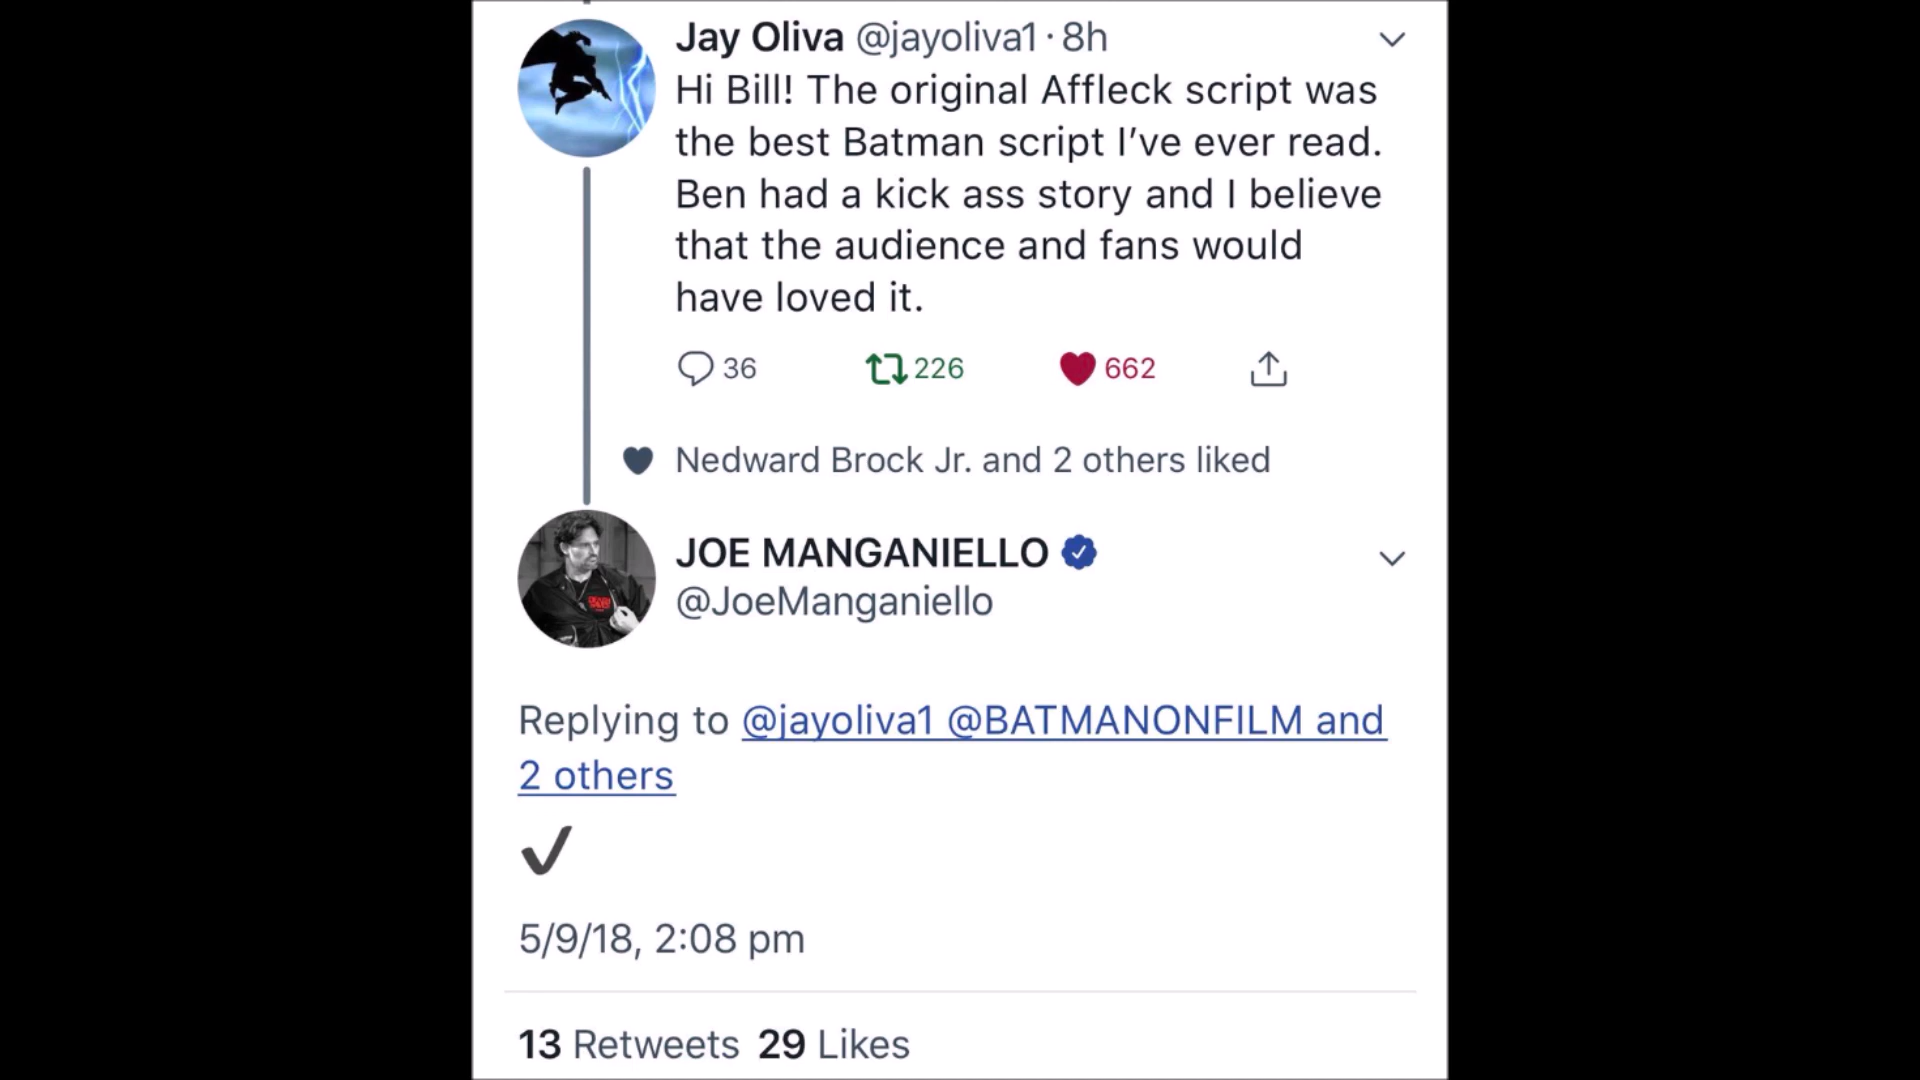 Jay Oliva @jayoliva1 · 8h
Hi Bill! The original Affleck script was
the best Batman script I’ve ever read.
Ben had a kick ass story and I believe
that the audience and fans would
have loved it.
36 226 662
Nedward Brock Jr. and 2 others liked
JOE MANGANIELLO
@JoeManganiello
Replying to @jayoliva1 @BATMANONFILM and
2 others
✔
5/9/18, 2:08 pm
13 Retweets 29 Likes